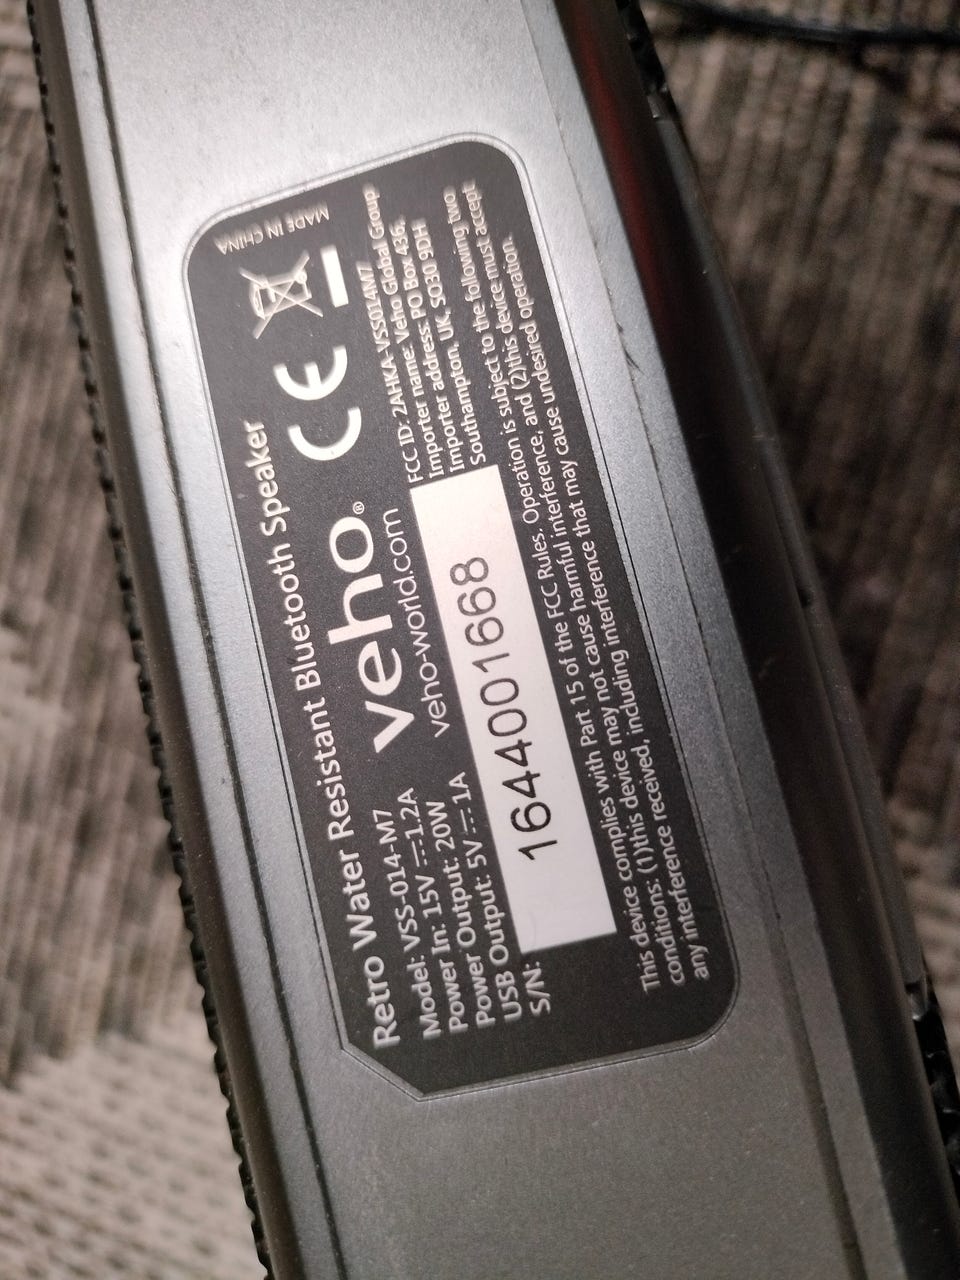 Retro Water Resistant Bluetooth Speaker
Model: VSS-014-M7
Power In: 15V ⎓ 1.2A
Power Output: 20W
USB Output: 5V ⎓ 1A
S/N:
1644001668
veho®
veho-world.com
CE
MADE IN CHINA
FCC ID: 2AHKA-VSS014M7
Importer name: Veho Global Group,
Importer address: PO Box 436,
Southampton, UK, SO30 9DH
This device complies with Part 15 of the FCC Rules. Operation is subject to the following two
conditions: (1)this device may not cause harmful interference, and (2)this device must accept
any interference received, including interference that may cause undesired operation.